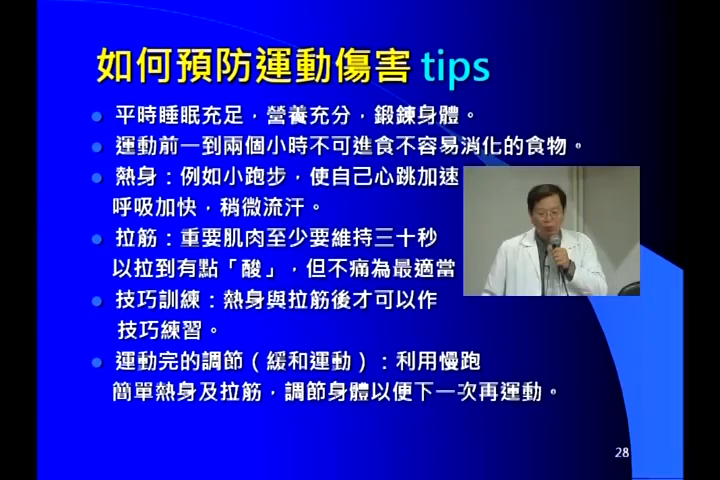 如何預防運動傷害 tips
● 平時睡眠充足，營養充分，鍛鍊身體。
● 運動前一到兩個小時不可進食不容易消化的食物。
● 熱身：例如小跑步，使自己心跳加速
呼吸加快，稍微流汗。
● 拉筋：重要肌肉至少要維持三十秒
以拉到有點「酸」，但不痛為最適當
● 技巧訓練：熱身與拉筋後才可以作
技巧練習。
● 運動完的調節（緩和運動）：利用慢跑
簡單熱身及拉筋，調節身體以便下一次再運動。
28